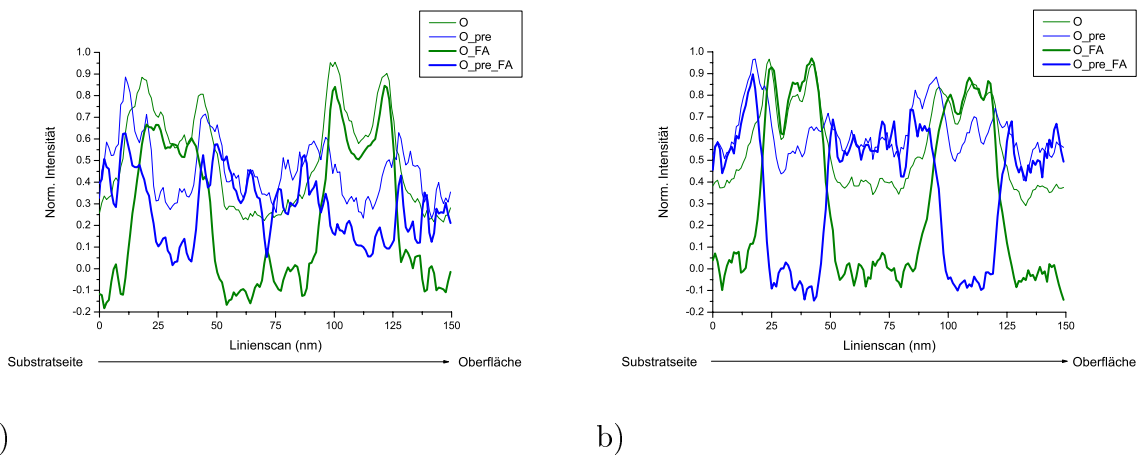 O
O_pre
O_FA
O_pre_FA
1.0
0.9
0.8
0.7
0.6
0.5
0.4
0.3
0.2
0.1
0.0
-0.1
-0.2
Norm. Intensität
0 25 50 75 100 125 150
Linienscan (nm)
Substratseite Oberfläche
)
O
O_pre
O_FA
O_pre_FA
1.0
0.9
0.8
0.7
0.6
0.5
0.4
0.3
0.2
0.1
0.0
-0.1
-0.2
Norm. Intensität
0 25 50 75 100 125 150
Linienscan (nm)
Substratseite Oberfläche
b)